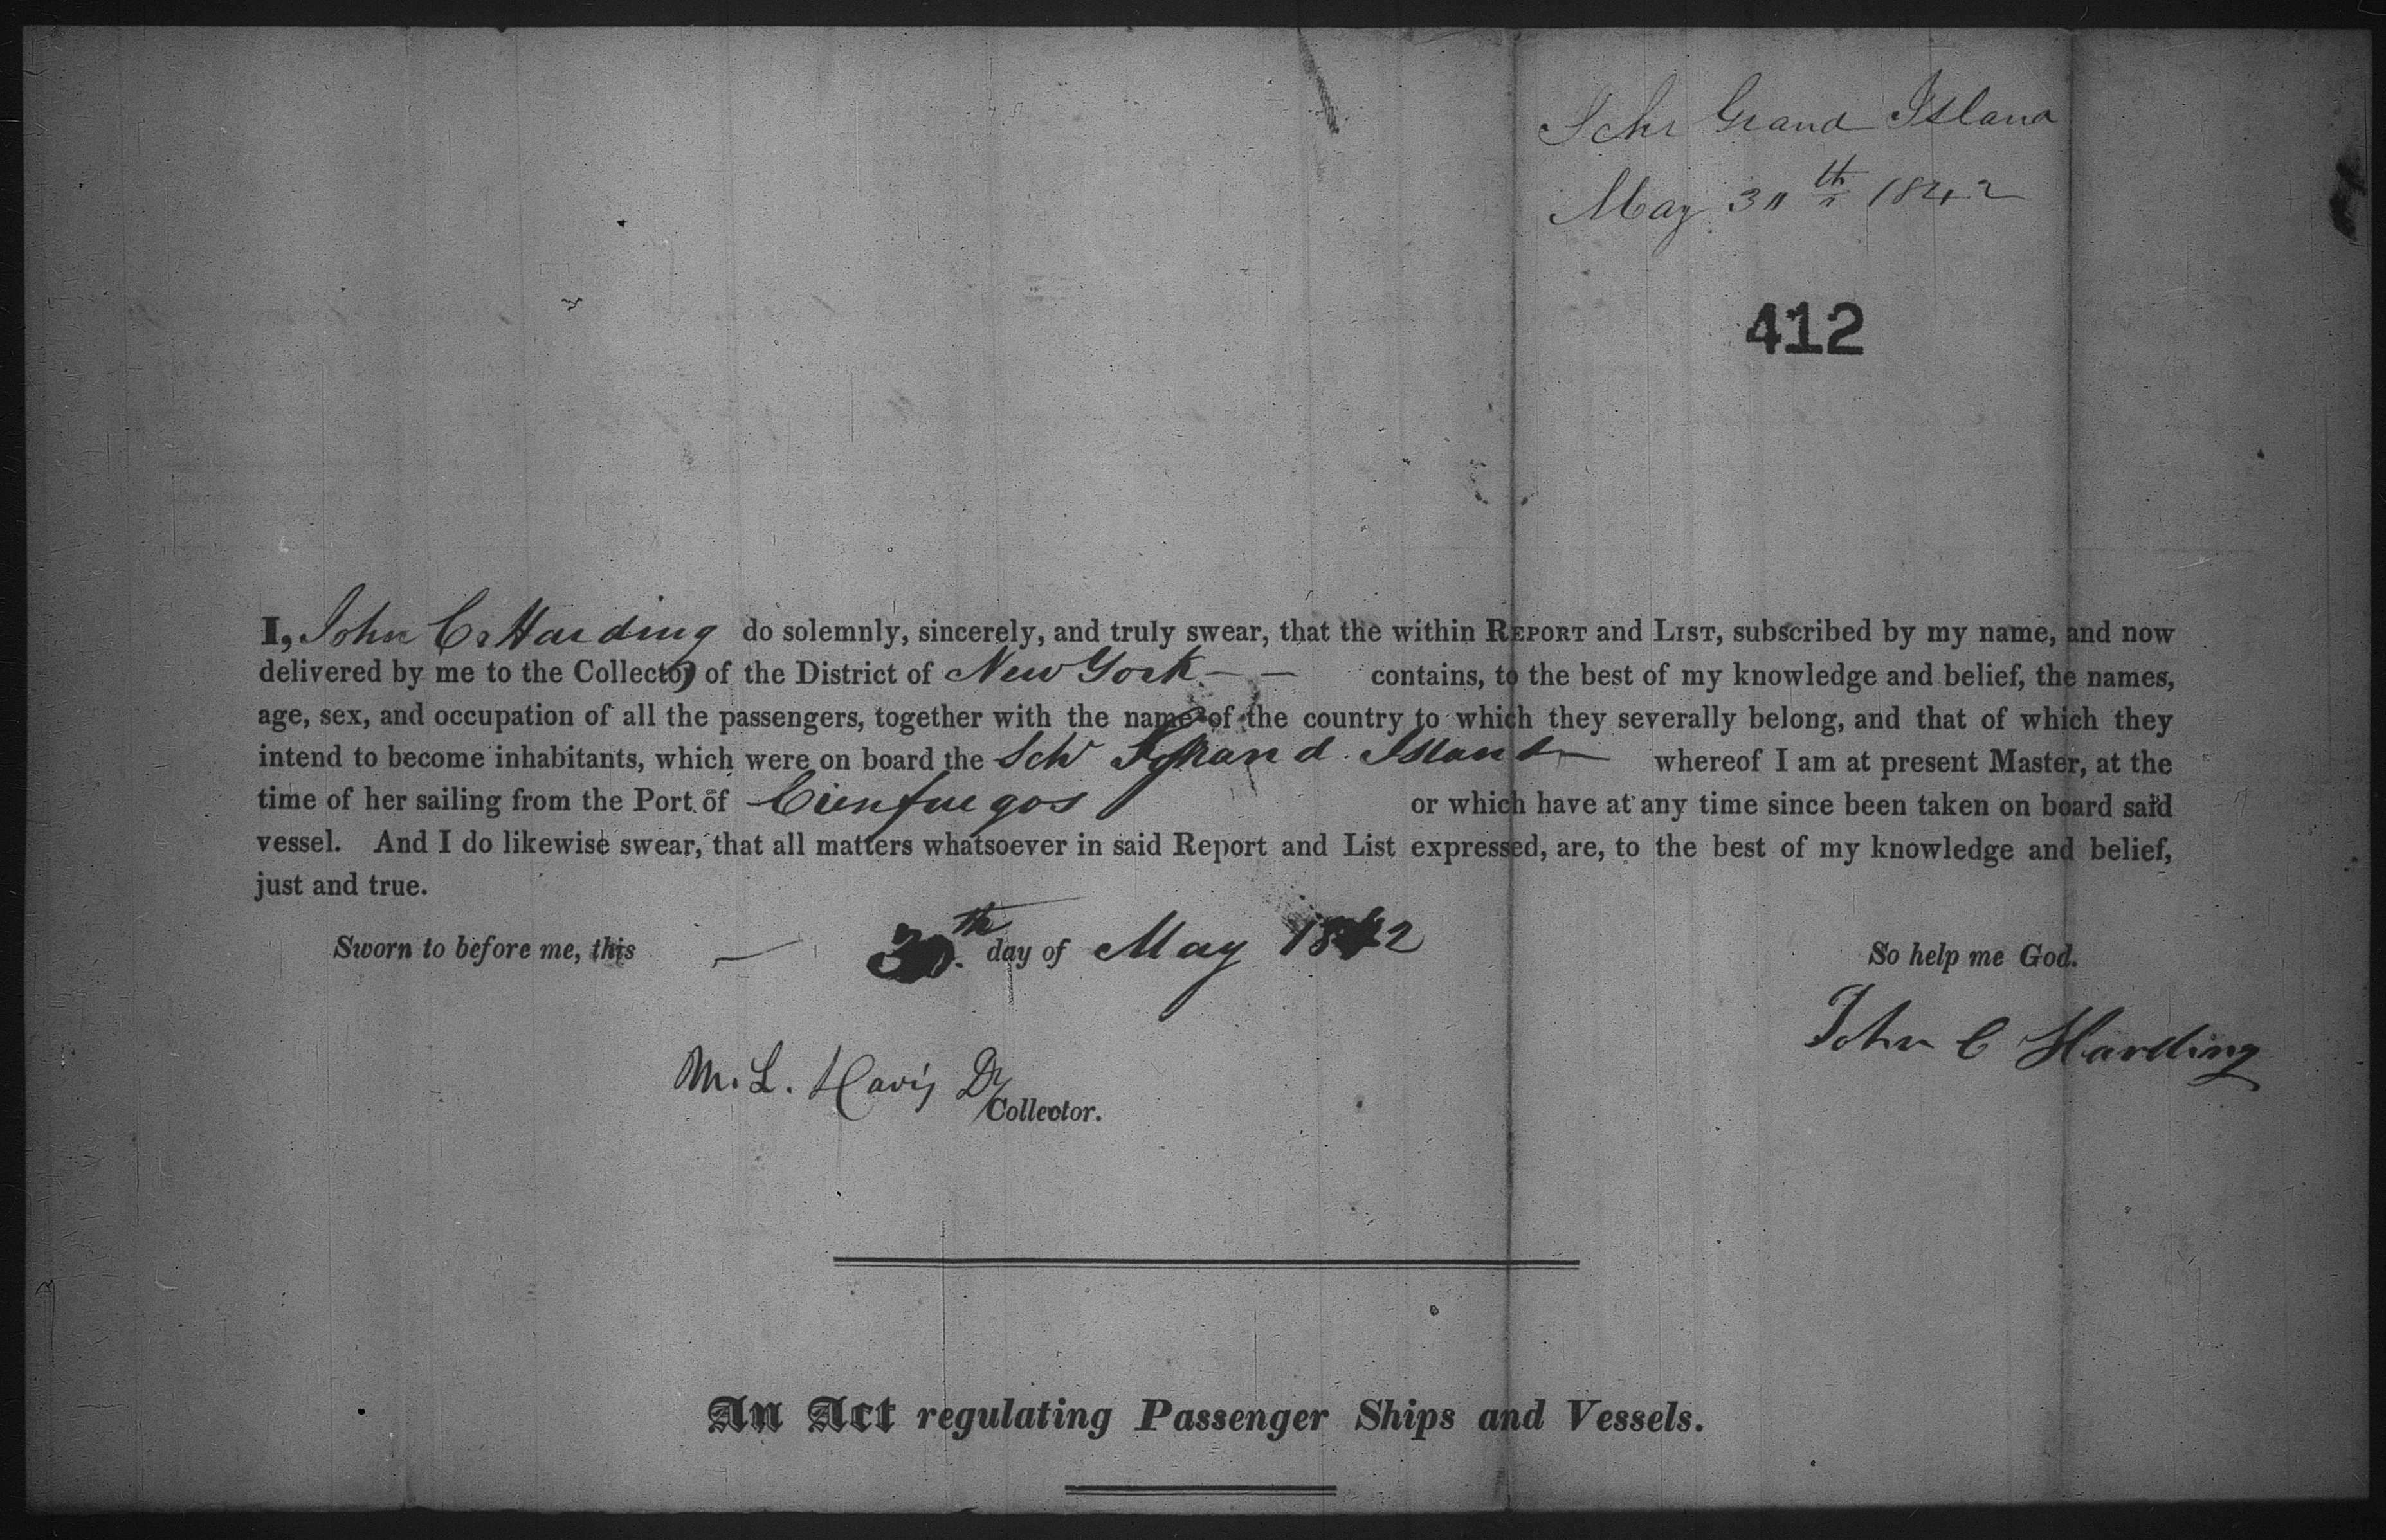 Schr Grand Island
May 30th 1842
412
I, John C. Harding do solemnly, sincerely, and truly swear, that the within REPORT and LIST, subscribed by my name, and now
delivered by me to the Collector of the District of New York — — contains, to the best of my knowledge and belief, the names,
age, sex, and occupation of all the passengers, together with the name of the country to which they severally belong, and that of which they
intend to become inhabitants, which were on board the Schr Grand Island whereof I am at present Master, at the
time of her sailing from the Port of Cienfuegos or which have at any time since been taken on board said
vessel. And I do likewise swear, that all matters whatsoever in said Report and List expressed, are, to the best of my knowledge and belief,
just and true.
Sworn to before me, this — 30th day of May 1842 So help me God.
John C Harding
M. L. Davis Dy Collector.
An Act regulating Passenger Ships and Vessels.